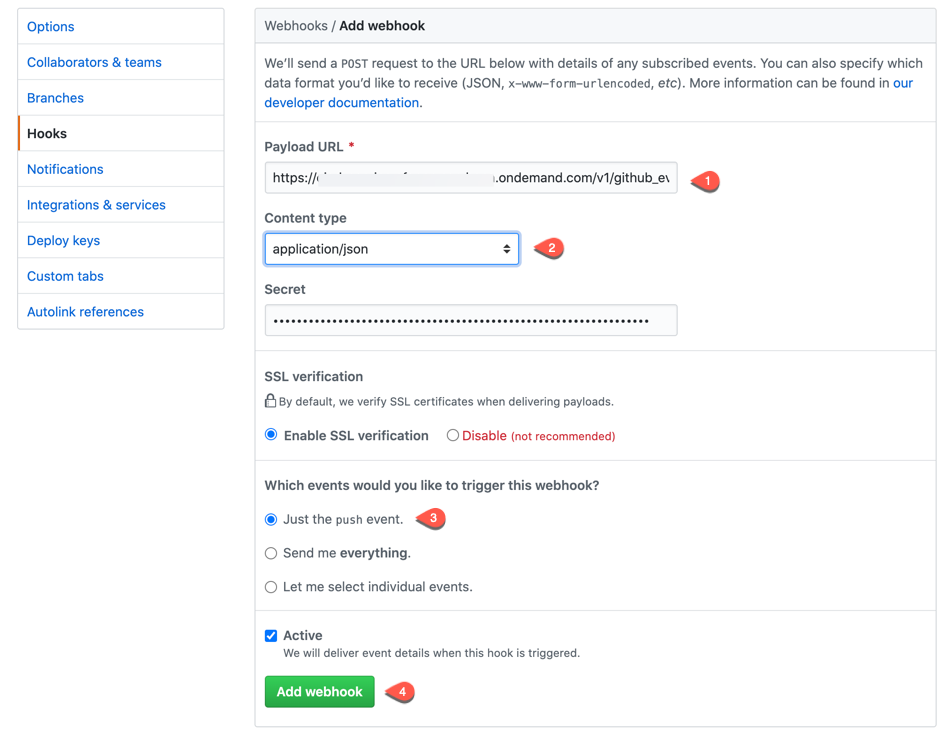 Options
Collaborators & teams
Branches
Hooks
Notifications
Integrations & services
Deploy keys
Custom tabs
Autolink references
Webhooks / Add webhook
We’ll send a POST request to the URL below with details of any subscribed events. You can also specify which
data format you’d like to receive (JSON, x-www-form-urlencoded, etc). More information can be found in our
developer documentation.
Payload URL *
https:// .ondemand.com/v1/github_ev
1
Content type
application/json
2
Secret
SSL verification
By default, we verify SSL certificates when delivering payloads.
Enable SSL verification Disable (not recommended)
Which events would you like to trigger this webhook?
Just the push event.
3
Send me everything.
Let me select individual events.
Active
We will deliver event details when this hook is triggered.
Add webhook
4